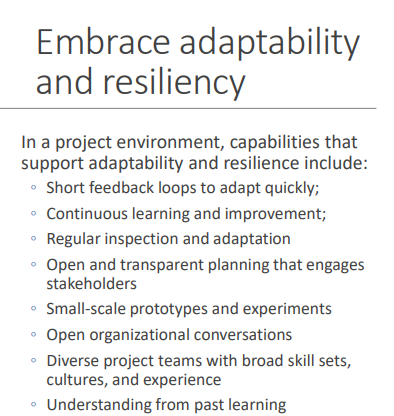 Embrace adaptability
and resiliency
In a project environment, capabilities that
support adaptability and resilience include:
◦ Short feedback loops to adapt quickly;
◦ Continuous learning and improvement;
◦ Regular inspection and adaptation
◦ Open and transparent planning that engages
stakeholders
◦ Small-scale prototypes and experiments
◦ Open organizational conversations
◦ Diverse project teams with broad skill sets,
cultures, and experience
◦ Understanding from past learning